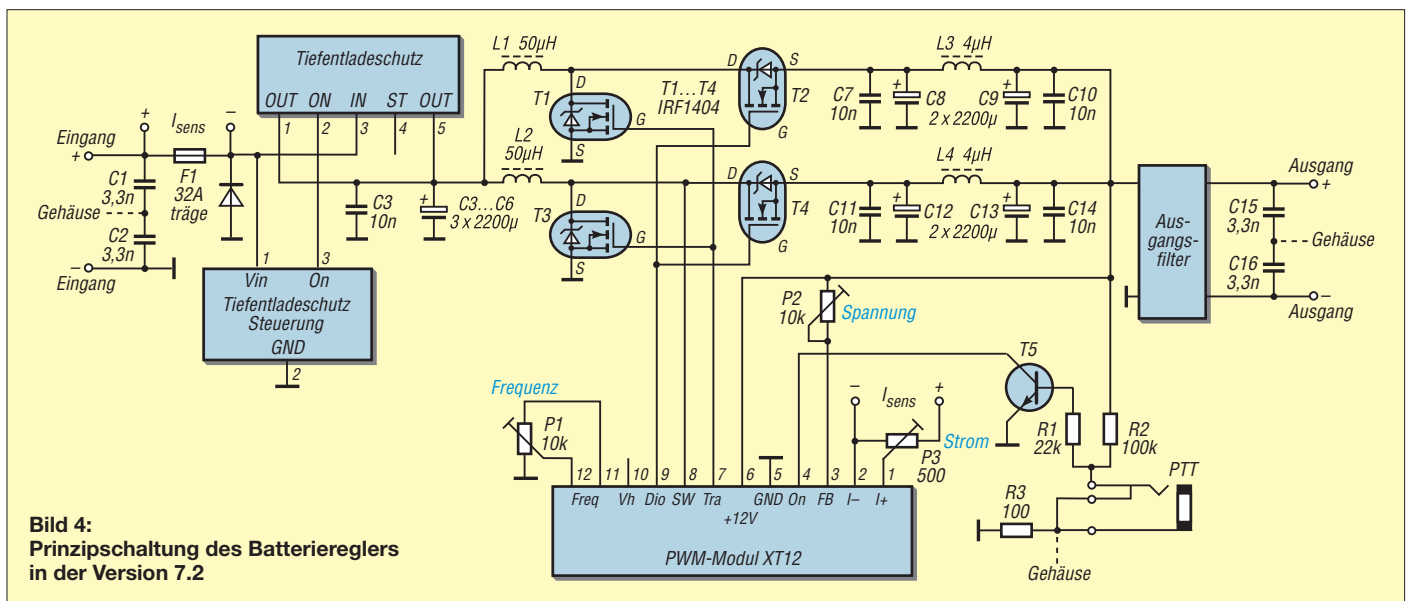 Tiefentladeschutz
OUT ON IN ST OUT
1 2 3 4 5
Eingang
+
+
I sens
–
F1
32A
träge
C1
3,3n
Gehäuse
C2
3,3n
–
Eingang
1 3
Vin On
Tiefentladeschutz
Steuerung
GND
2
C3
10n
+
C3...C6
3 x 2200µ
L1 50µH
L2
50µH
D
T1
G
S
D
T3
G
S
T1...T4
IRF1404
D S
T2
G
D S
T4
G
C7
10n
+
C8
2 x 2200µ
L3 4µH
+
C9
C10
10n
C11
10n
+
C12
2 x 2200µ
L4 4µH
+
C13
C14
10n
Aus-
gangs-
filter
Ausgang
+
C15
3,3n
Gehäuse
C16
3,3n
–
Ausgang
P2
10k
Spannung
T5
Frequenz
P1
10k
–
I sens
+
Strom
P3
500
R1
22k
R2
100k
PTT
R3
100
Gehäuse
12 11 10 9 8 7 6 5 4 3 2 1
Freq Vh Dio SW Tra +12V GND On FB I– I+
PWM-Modul XT12
Bild 4:
Prinzipschaltung des Batteriereglers
in der Version 7.2